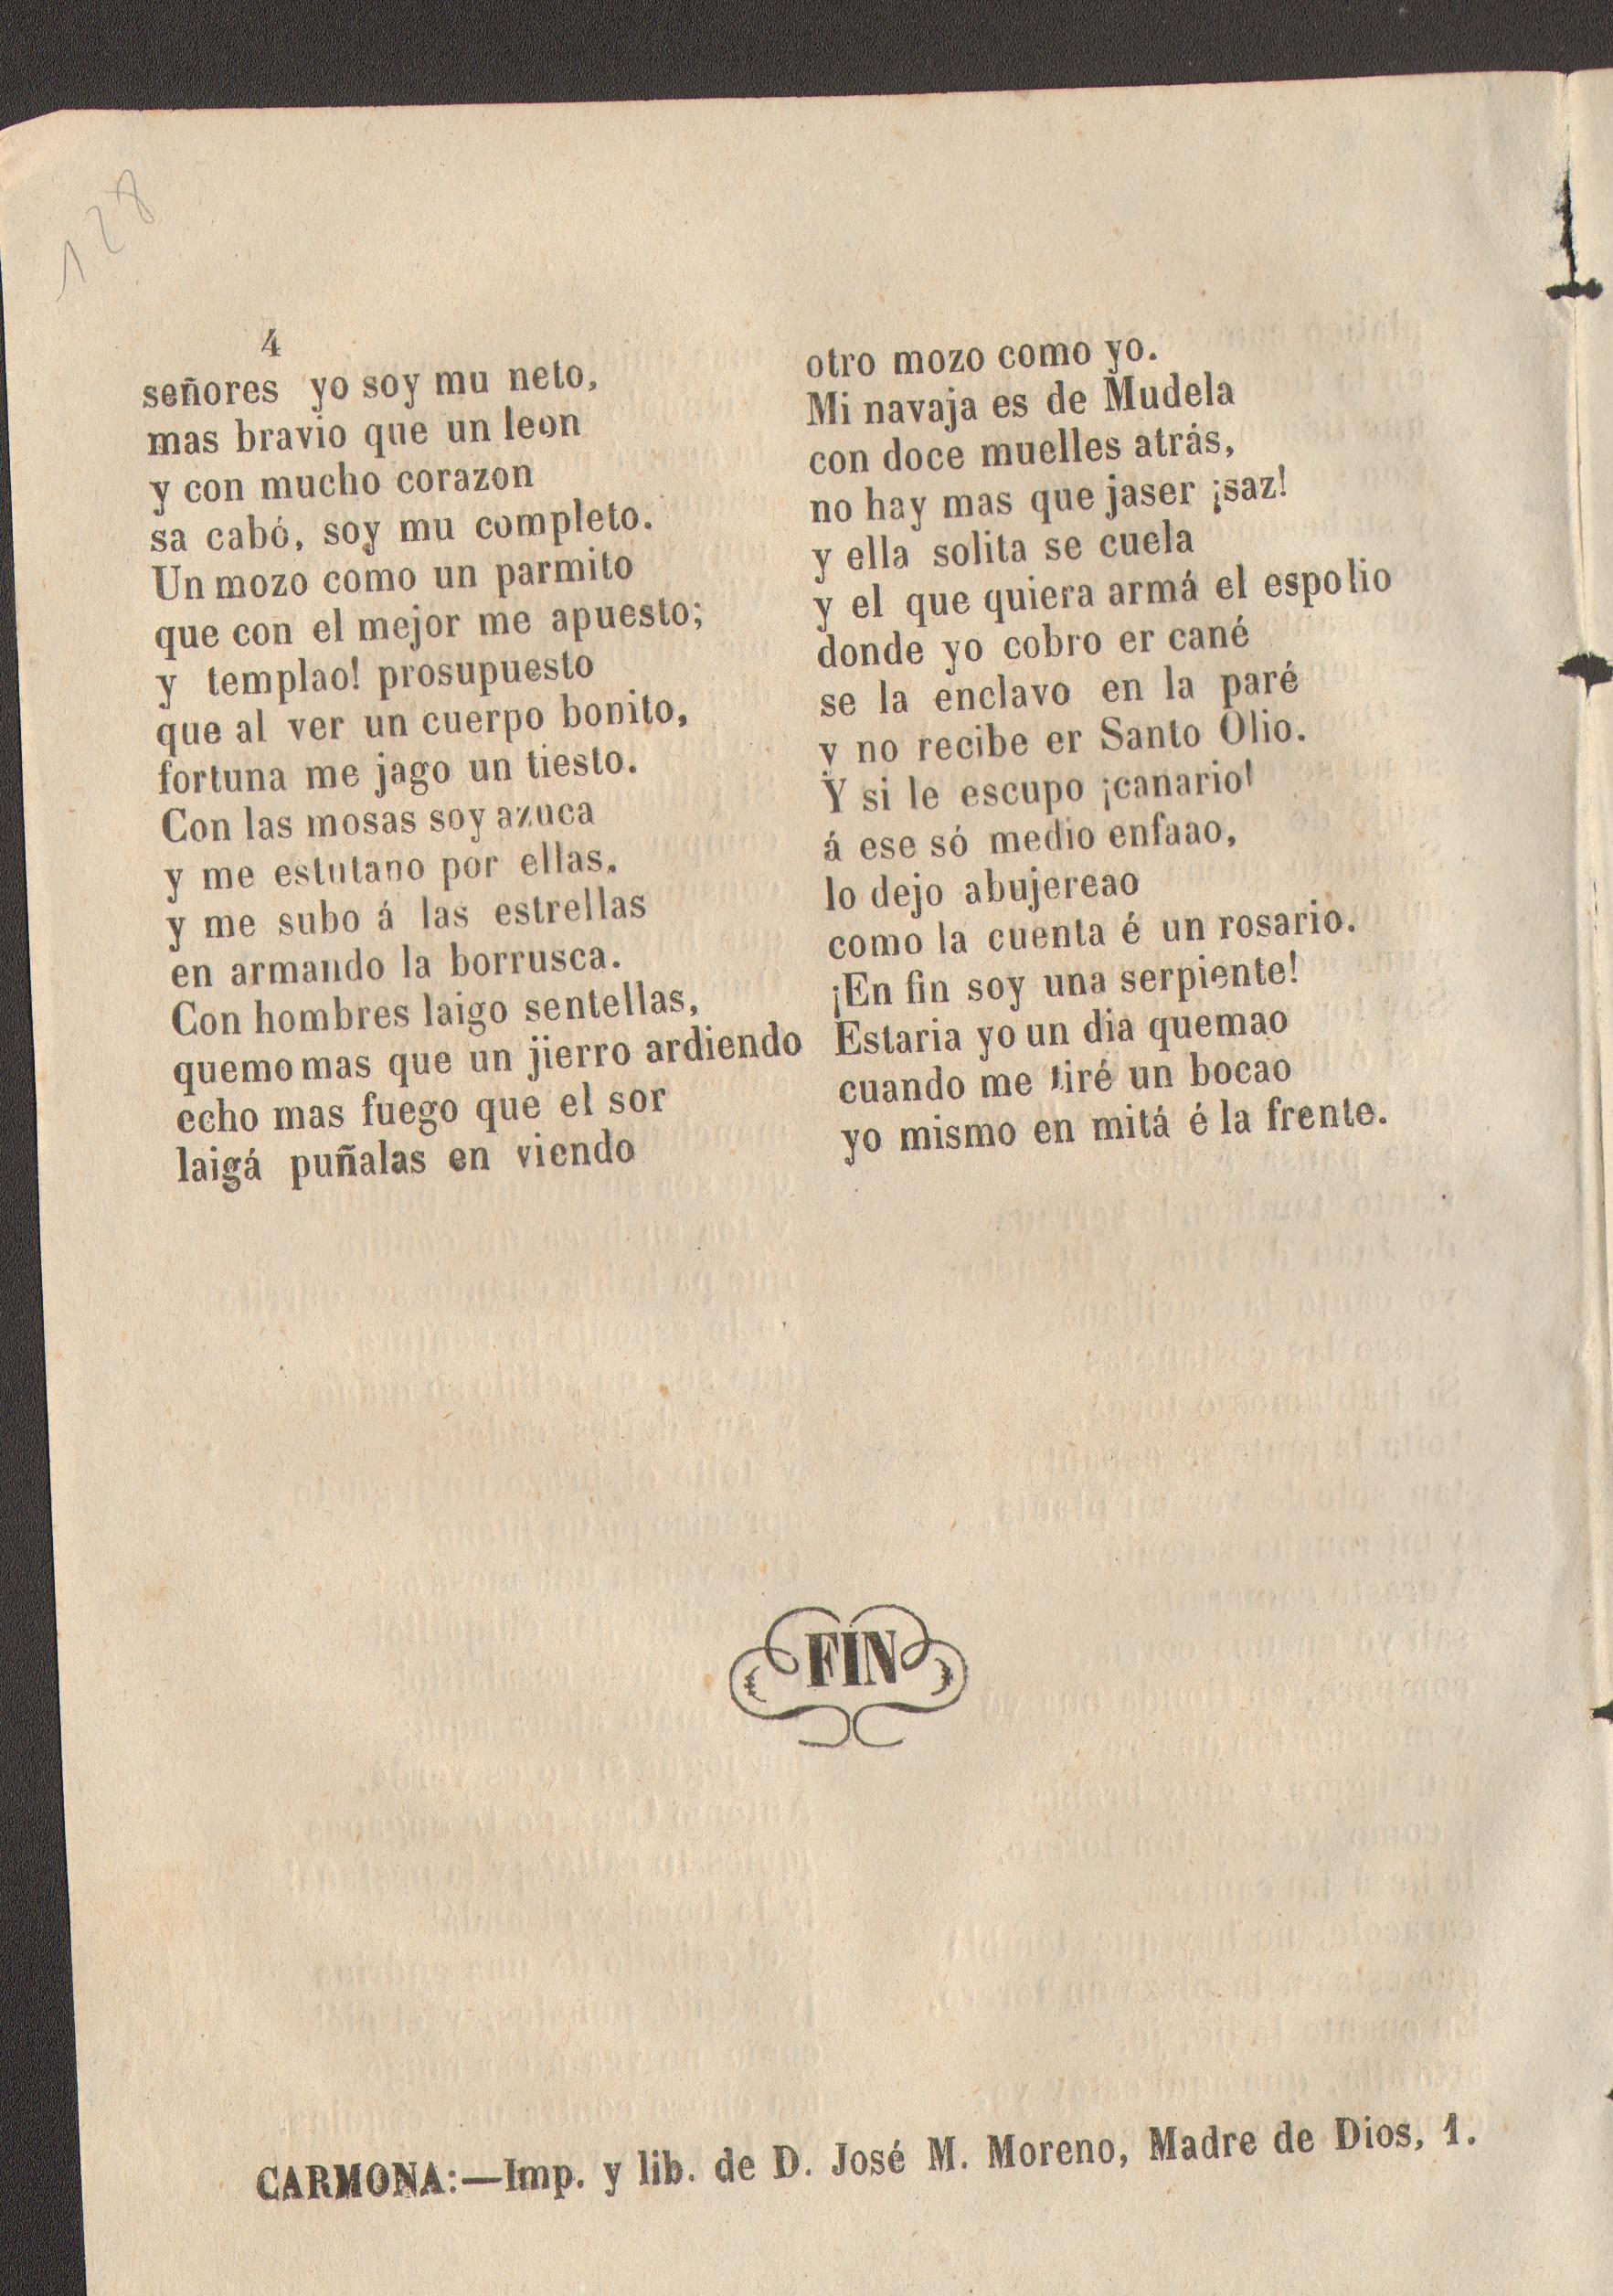 128
4
señores yo soy mu neto,
mas bravio que un leon
y con mucho corazon
sa cabó, soy mu completo.
Un mozo como un parmito
que con el mejor me apuesto;
y templao! prosupuesto
que al ver un cuerpo bonito,
fortuna me jago un tiesto.
Con las mosas soy azuca
y me estutano por ellas,
y me subo á las estrellas
en armando la borrusca.
Con hombres laigo sentellas,
quemo mas que un jierro ardiendo
echo mas fuego que el sor
laigá puñalas en viendo
otro mozo como yo.
Mi navaja es de Mudela
con doce muelles atrás,
no hay mas que jaser ¡saz!
y ella solita se cuela
y el que quiera armá el espolio
donde yo cobro er cané
se la enclavo en la paré
y no recibe er Santo Olio.
Y si le escupo ¡canario!
á ese só medio enfaao,
lo dejo abujereao
como la cuenta é un rosario.
¡En fin soy una serpiente!
Estaria yo un dia quemao
cuando me tiré un bocao
yo mismo en mitá é la frente.
FIN
CARMONA:—Imp. y lib. de D. José M. Moreno, Madre de Dios, 1.